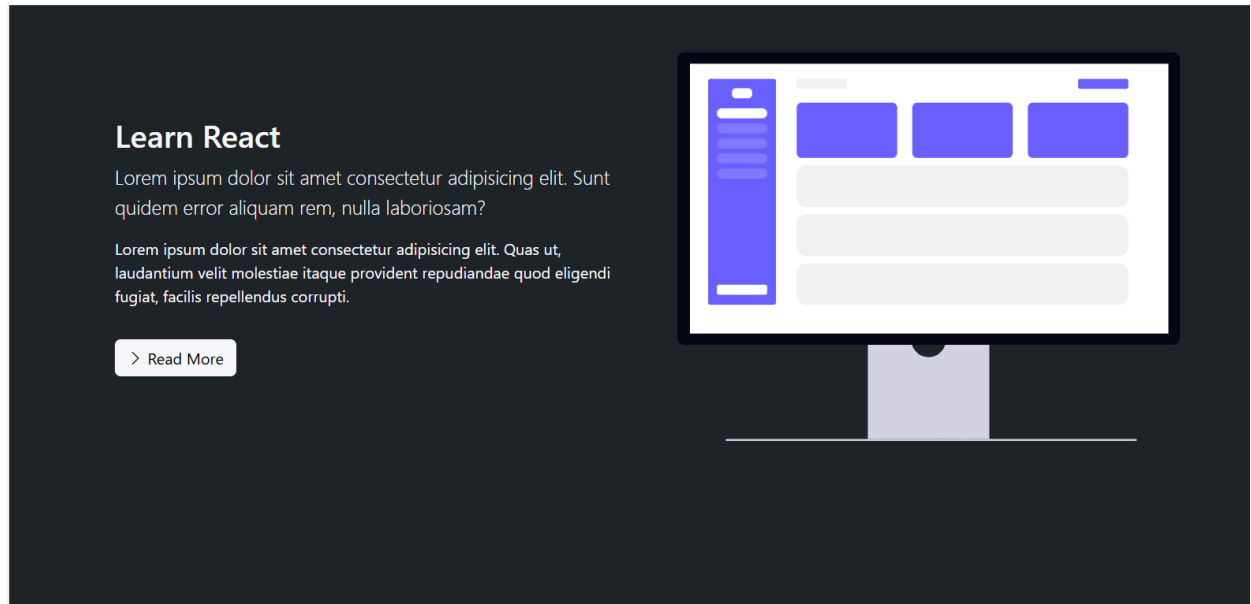 Learn React
Lorem ipsum dolor sit amet consectetur adipisicing elit. Sunt
quidem error aliquam rem, nulla laboriosam?
Lorem ipsum dolor sit amet consectetur adipisicing elit. Quas ut,
laudantium velit molestiae itaque provident repudiandae quod eligendi
fugiat, facilis repellendus corrupti.
Read More